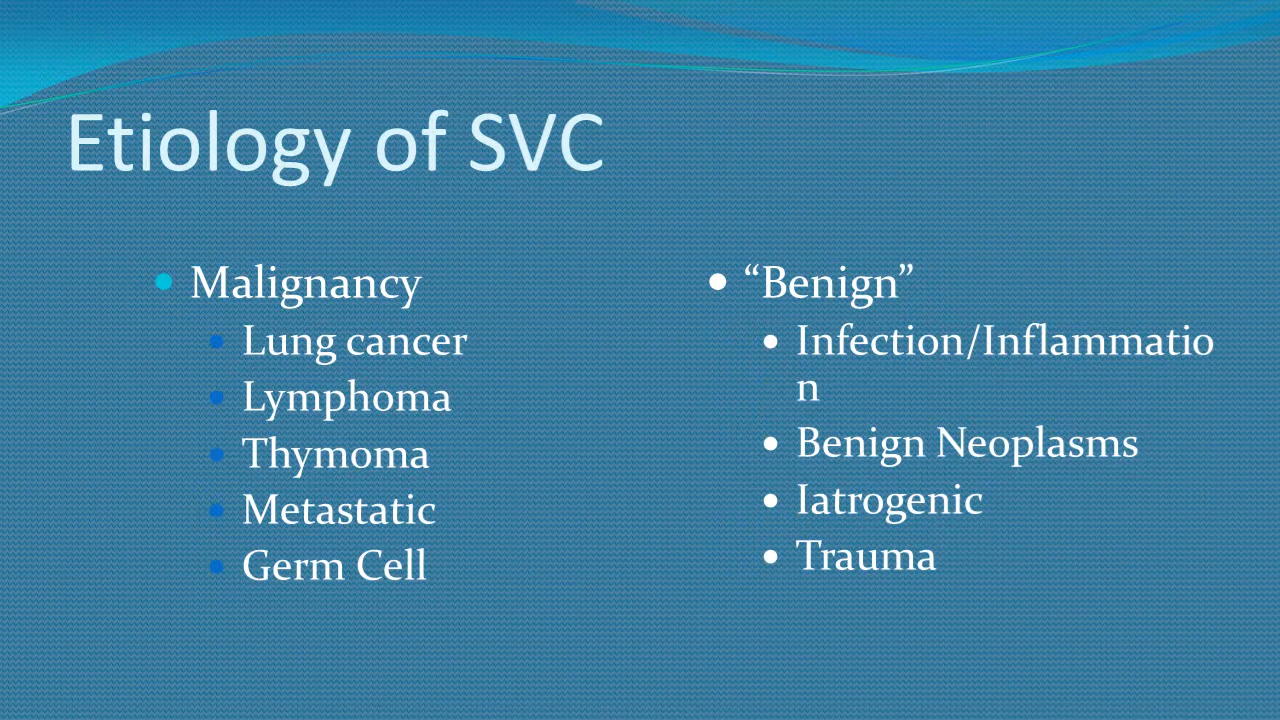 Etiology of SVC
• Malignancy
• Lung cancer
• Lymphoma
• Thymoma
• Metastatic
• Germ Cell
• “Benign”
• Infection/Inflammatio
n
• Benign Neoplasms
• Iatrogenic
• Trauma